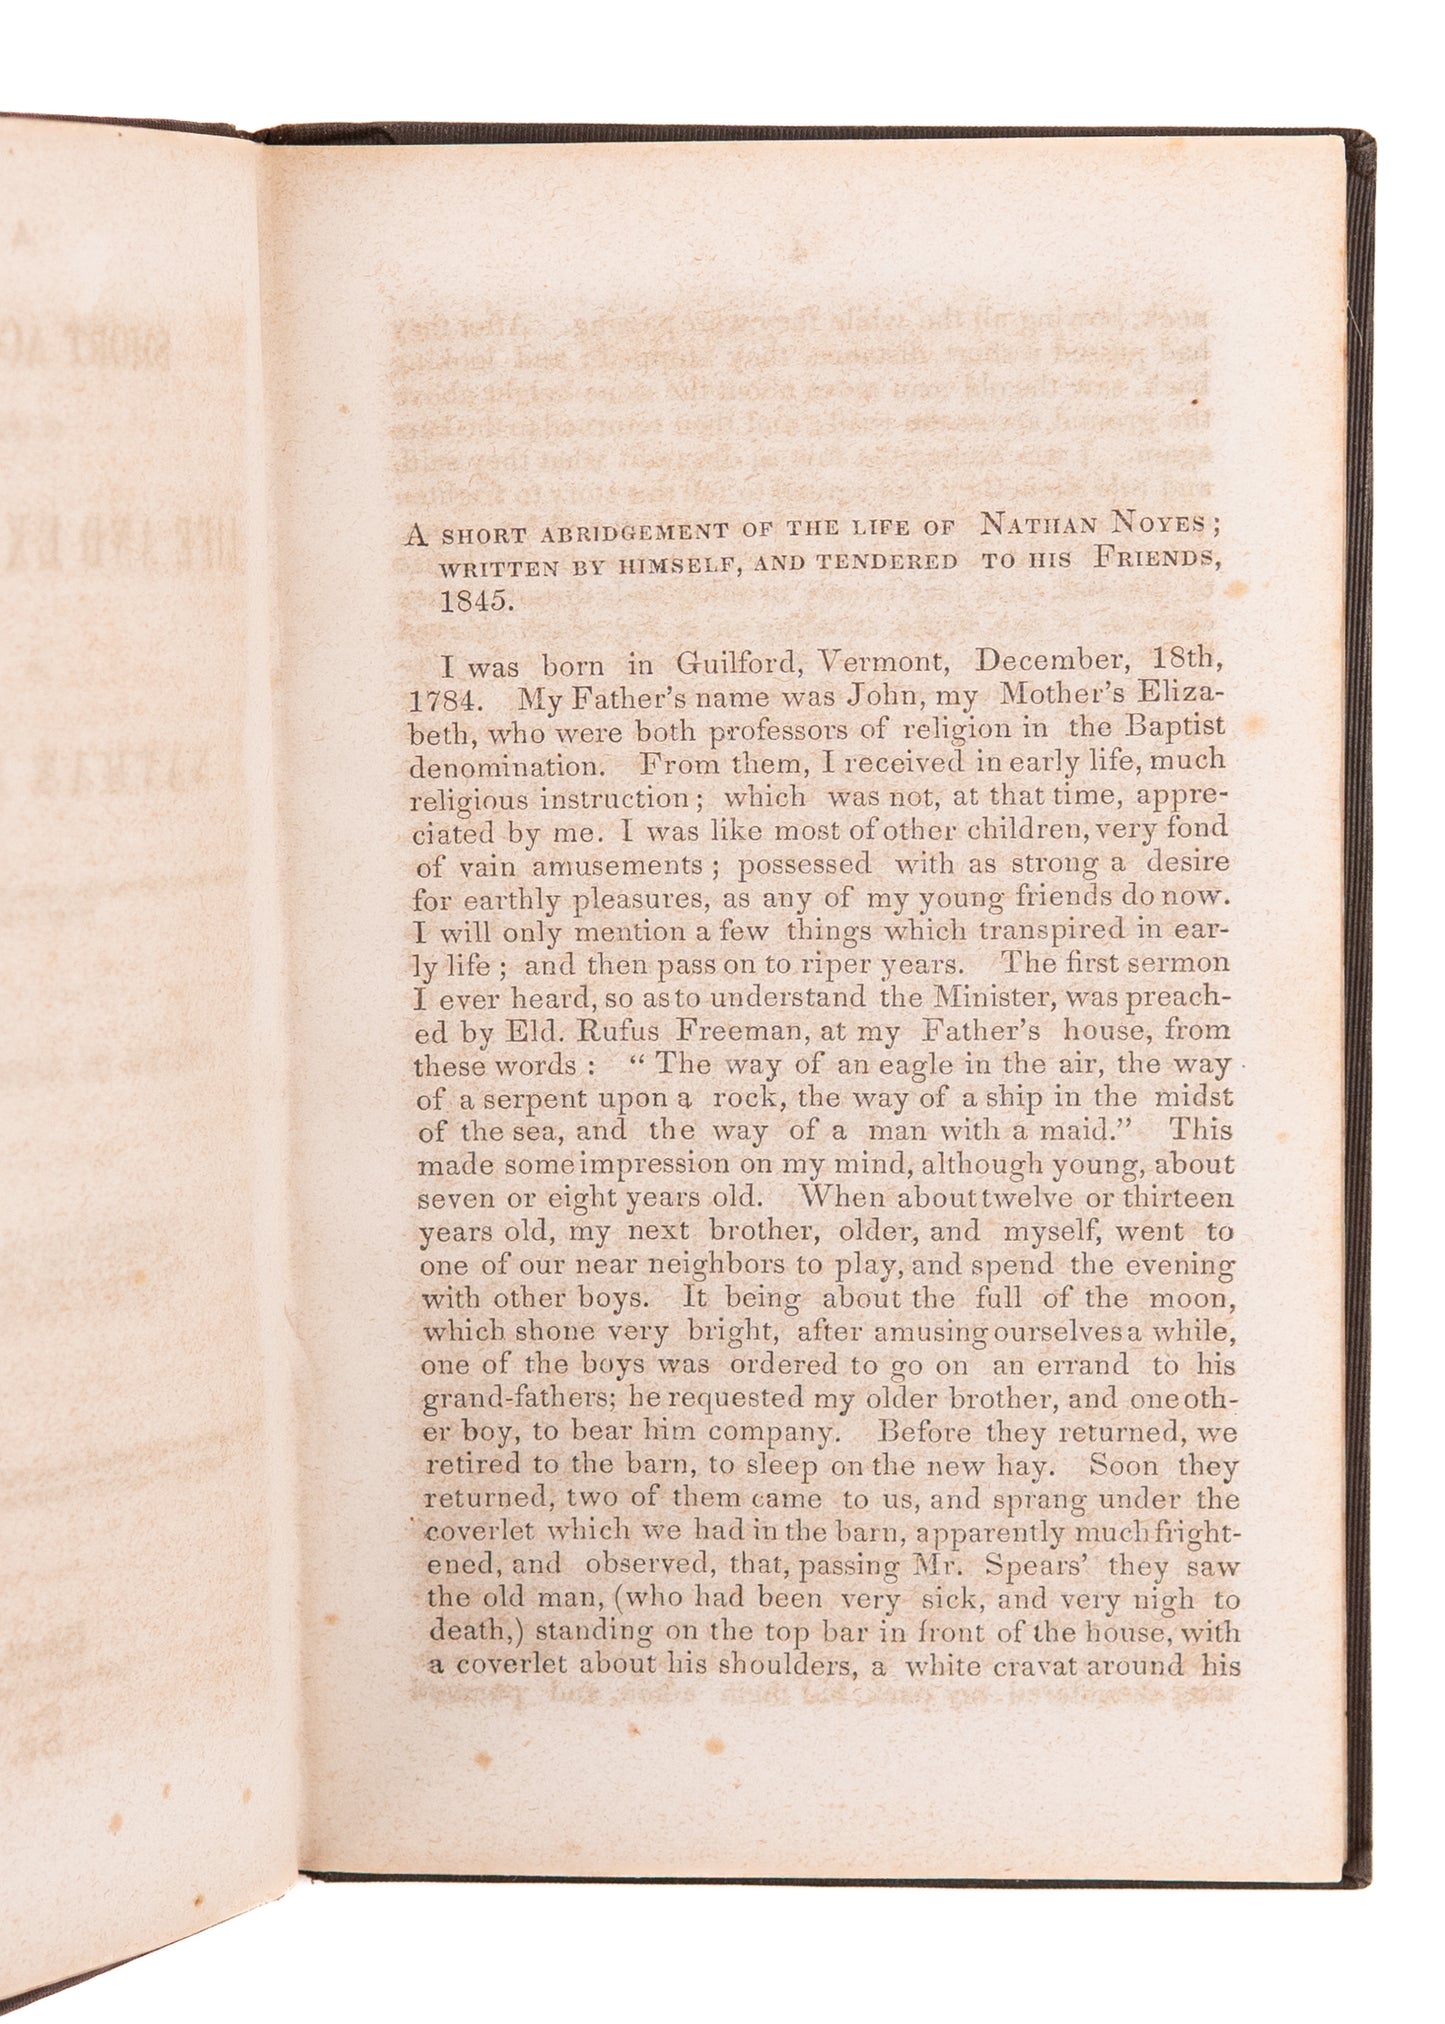 A short abridgement of the life of Nathan Noyes;
written by himself, and tendered to his Friends,
1845.
I was born in Guilford, Vermont, December, 18th,
1784. My Father's name was John, my Mother's Eliza-
beth, who were both professors of religion in the Baptist
denomination. From them, I received in early life, much
religious instruction; which was not, at that time, appre-
ciated by me. I was like most of other children, very fond
of vain amusements; possessed with as strong a desire
for earthly pleasures, as any of my young friends do now.
I will only mention a few things which transpired in ear-
ly life; and then pass on to riper years. The first sermon
I ever heard, so as to understand the Minister, was preach-
ed by Eld. Rufus Freeman, at my Father's house, from
these words: "The way of an eagle in the air, the way
of a serpent upon a rock, the way of a ship in the midst
of the sea, and the way of a man with a maid." This
made some impression on my mind, although young, about
seven or eight years old. When about twelve or thirteen
years old, my next brother, older, and myself, went to
one of our near neighbors to play, and spend the evening
with other boys. It being about the full of the moon,
which shone very bright, after amusing ourselves a while,
one of the boys was ordered to go on an errand to his
grand-fathers; he requested my older brother, and one oth-
er boy, to bear him company. Before they returned, we
retired to the barn, to sleep on the new hay. Soon they
returned, two of them came to us, and sprang under the
coverlet which we had in the barn, apparently much fright-
ened, and observed, that, passing Mr. Spears' they saw
the old man, (who had been very sick, and very nigh to
death,) standing on the top bar in front of the house, with
a coverlet about his shoulders, a white cravat around his